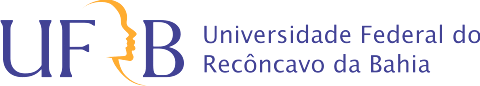 UFRB
Universidade Federal do
Recôncavo da Bahia